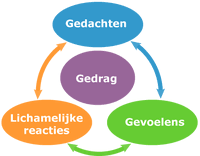 Gedachten
Gedrag
Lichamelijke
reacties
Gevoelens